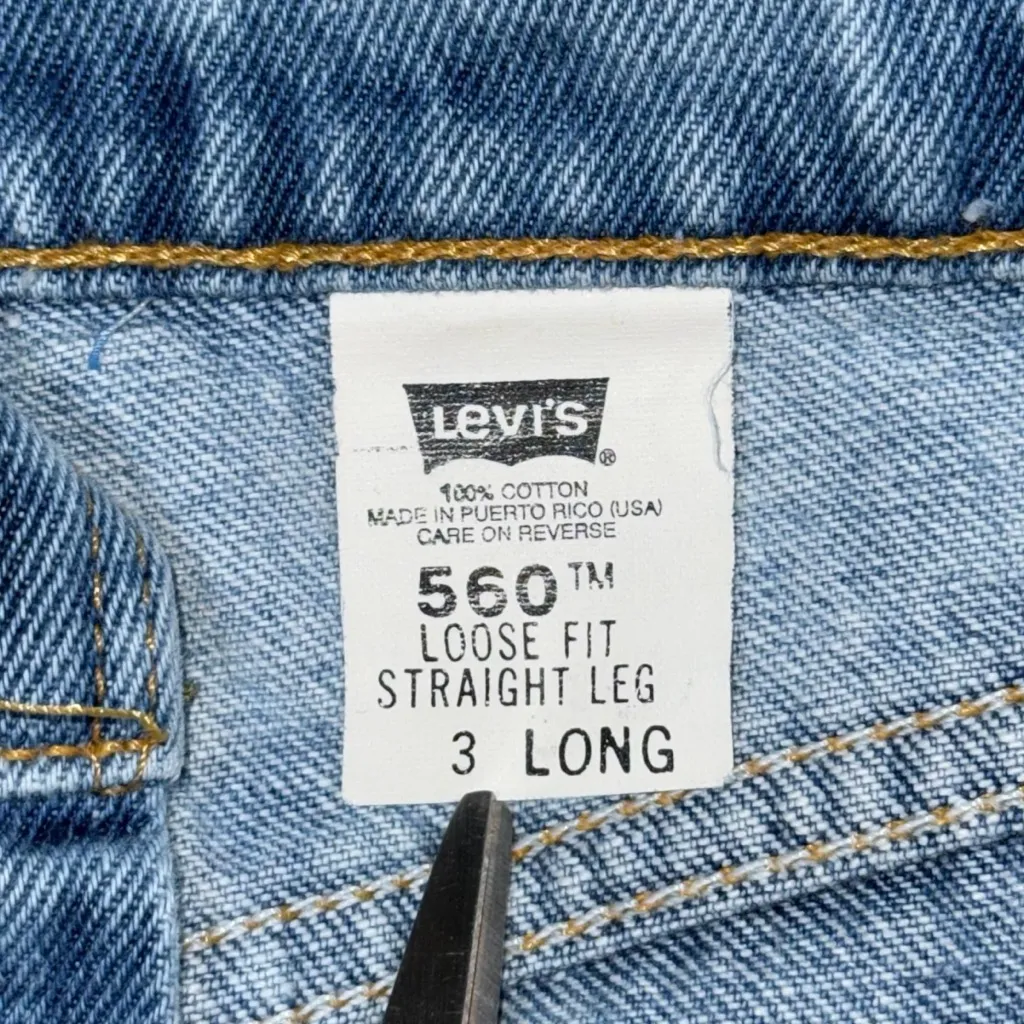 Levi's ®
100% COTTON
MADE IN PUERTO RICO (USA)
CARE ON REVERSE
560™
LOOSE FIT
STRAIGHT LEG
3 LONG